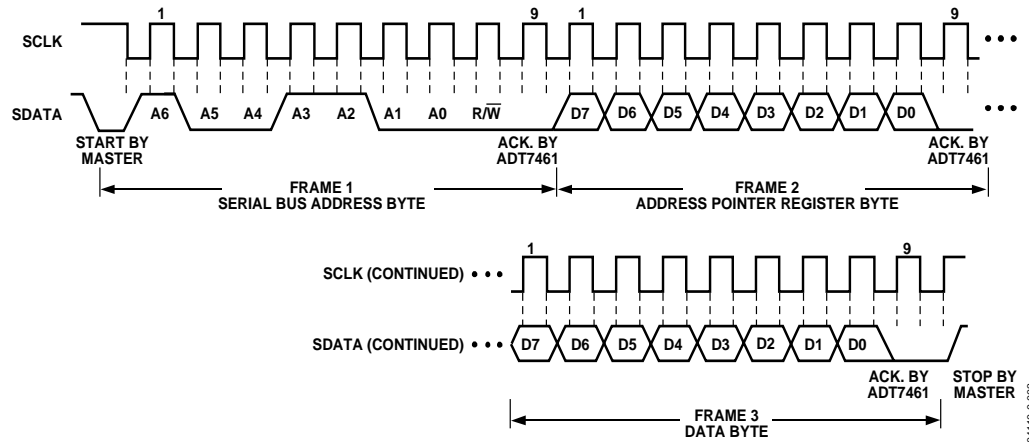 1 9 1 9
SCLK
SDATA A6 A5 A4 A3 A2 A1 A0 R/W̅ D7 D6 D5 D4 D3 D2 D1 D0
START BY
MASTER
ACK. BY
ADT7461
ACK. BY
ADT7461
FRAME 1
SERIAL BUS ADDRESS BYTE
FRAME 2
ADDRESS POINTER REGISTER BYTE
1 9
SCLK (CONTINUED)
SDATA (CONTINUED) D7 D6 D5 D4 D3 D2 D1 D0
ACK. BY
ADT7461
STOP BY
MASTER
FRAME 3
DATA BYTE